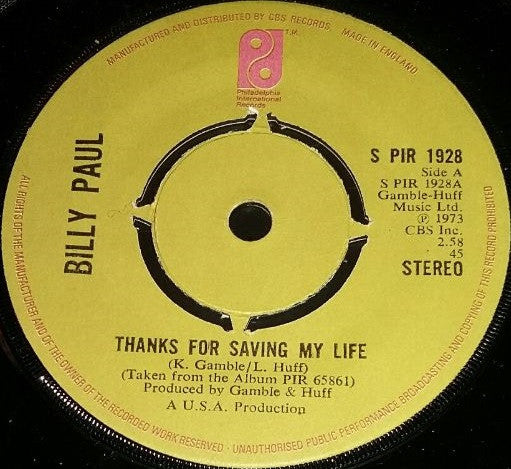 MANUFACTURED AND DISTRIBUTED BY CBS RECORDS. MADE IN ENGLAND
T.M.
Philadelphia
International
Records
BILLY PAUL
S PIR 1928
Side A
S PIR 1928A
Gamble-Huff
Music Ltd.
℗ 1973
CBS Inc.
2.58
45
STEREO
THANKS FOR SAVING MY LIFE
(K. Gamble/L. Huff)
(Taken from the Album PIR 65861)
Produced by Gamble & Huff
A U.S.A. Production
ALL RIGHTS OF THE MANUFACTURER AND OF THE OWNER OF THE RECORDED WORK RESERVED · UNAUTHORISED PUBLIC PERFORMANCE BROADCASTING AND COPYING OF THIS RECORD PROHIBITED